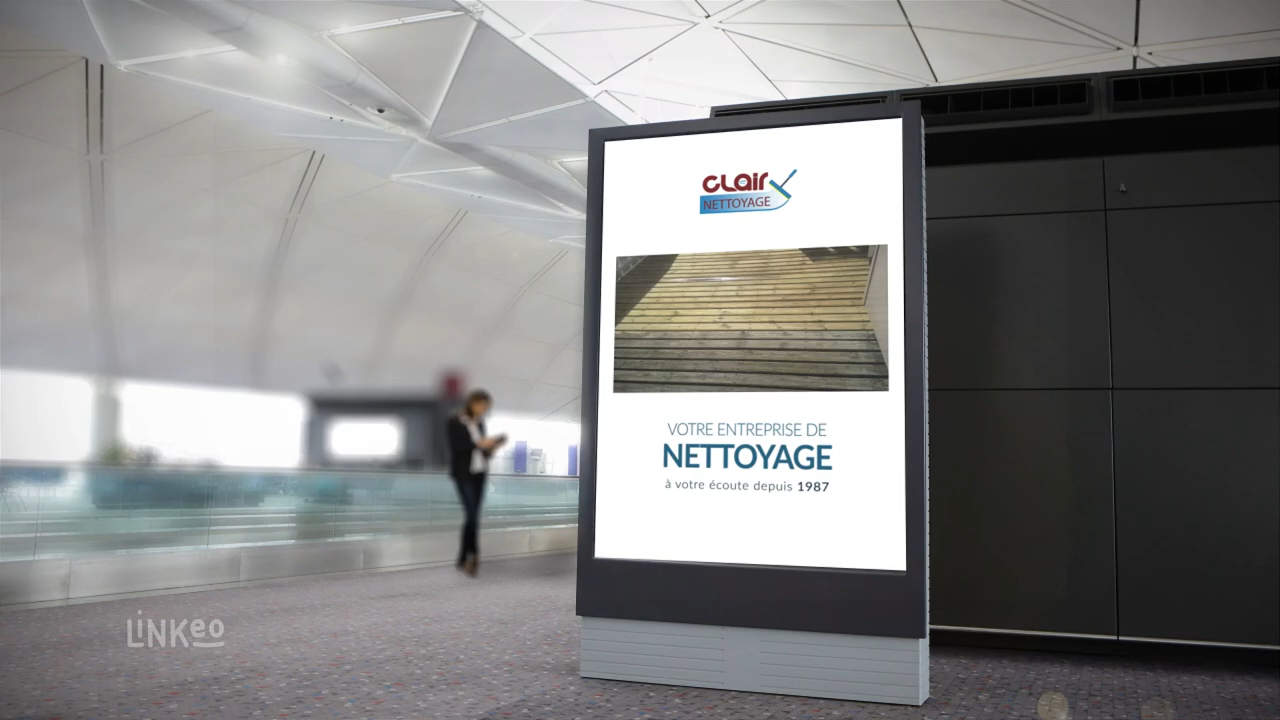 CLair
NETTOYAGE
VOTRE ENTREPRISE DE
NETTOYAGE
à votre écoute depuis 1987
LiNKeo